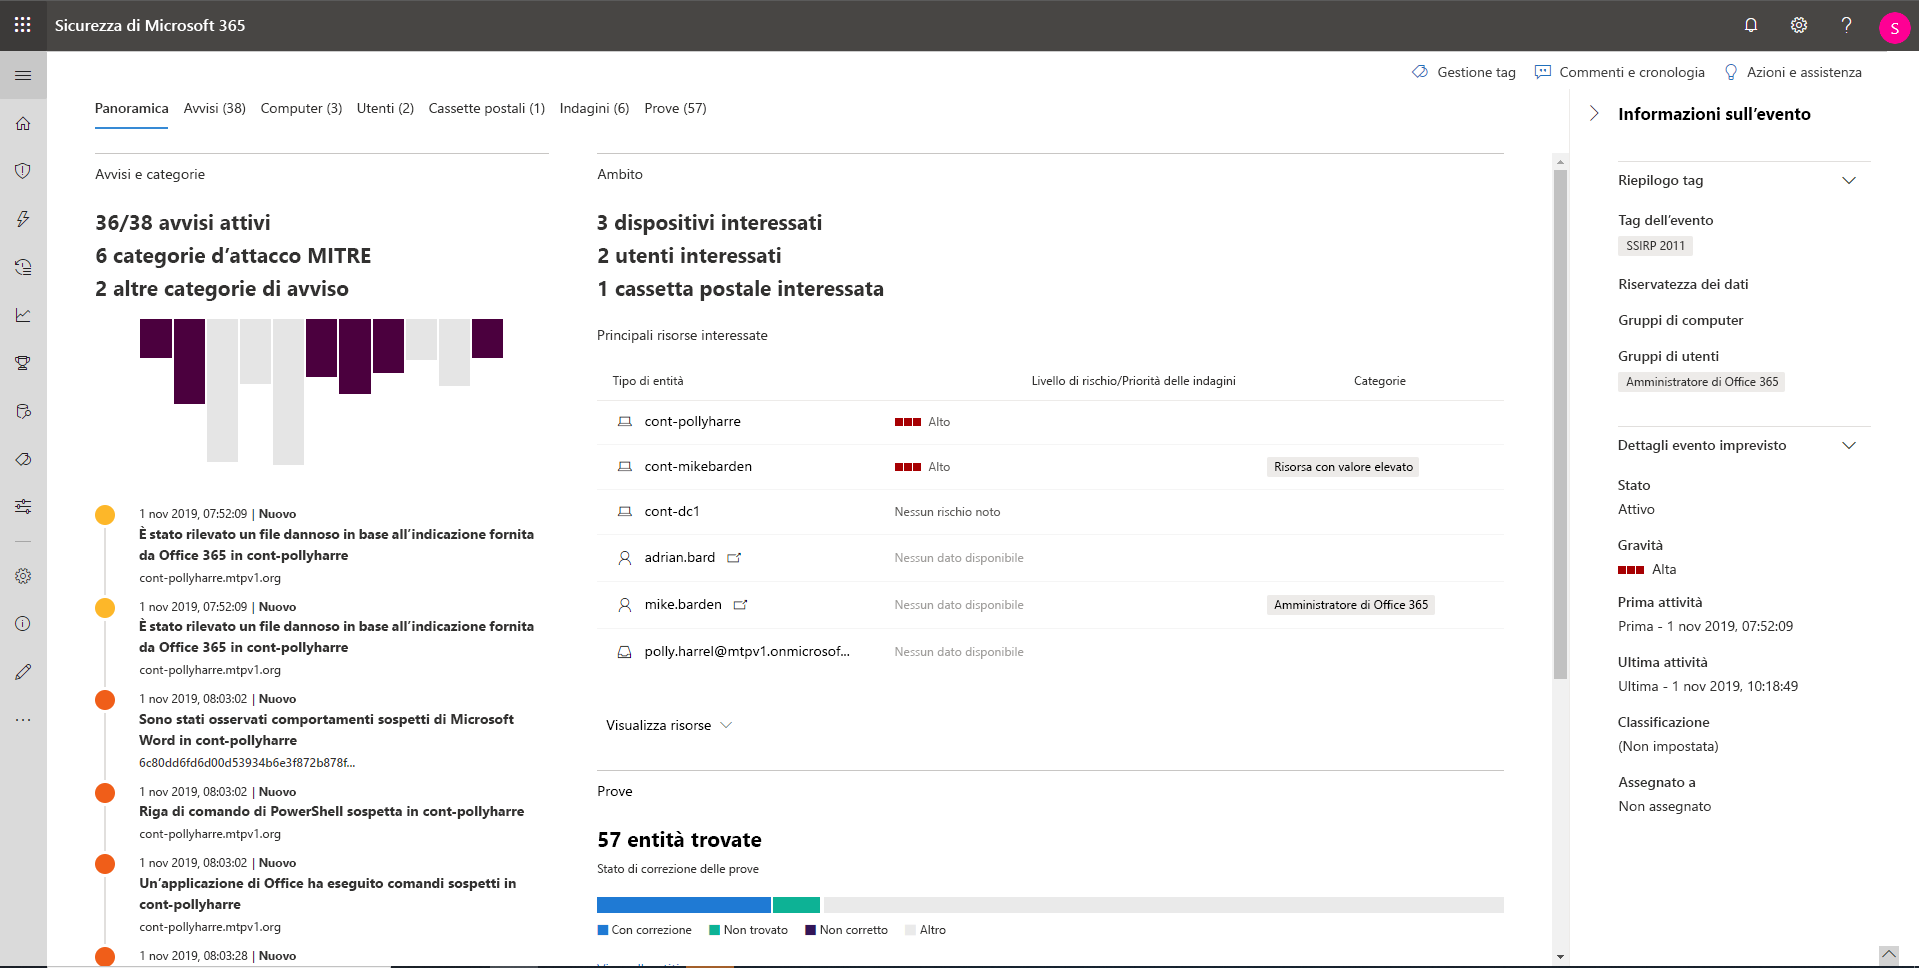 Sicurezza di Microsoft 365
S
Gestione tag
Commenti e cronologia
Azioni e assistenza
Panoramica
Avvisi (38)
Computer (3)
Utenti (2)
Cassette postali (1)
Indagini (6)
Prove (57)
Avvisi e categorie
36/38 avvisi attivi
6 categorie d’attacco MITRE
2 altre categorie di avviso
1 nov 2019, 07:52:09 | Nuovo
È stato rilevato un file dannoso in base all’indicazione fornita
da Office 365 in cont-pollyharre
cont-pollyharre.mtpv1.org
1 nov 2019, 07:52:09 | Nuovo
È stato rilevato un file dannoso in base all’indicazione fornita
da Office 365 in cont-pollyharre
cont-pollyharre.mtpv1.org
1 nov 2019, 08:03:02 | Nuovo
Sono stati osservati comportamenti sospetti di Microsoft
Word in cont-pollyharre
6c80dd6fd6d00d53934b6e3f872b878f...
1 nov 2019, 08:03:02 | Nuovo
Riga di comando di PowerShell sospetta in cont-pollyharre
cont-pollyharre.mtpv1.org
1 nov 2019, 08:03:02 | Nuovo
Un’applicazione di Office ha eseguito comandi sospetti in
cont-pollyharre
cont-pollyharre.mtpv1.org
1 nov 2019, 08:03:28 | Nuovo
Ambito
3 dispositivi interessati
2 utenti interessati
1 cassetta postale interessata
Principali risorse interessate
Tipo di entità
Livello di rischio/Priorità delle indagini
Categorie
cont-pollyharre
Alto
cont-mikebarden
Alto
Risorsa con valore elevato
cont-dc1
Nessun rischio noto
adrian.bard
Nessun dato disponibile
mike.barden
Nessun dato disponibile
Amministratore di Office 365
polly.harrel@mtpv1.onmicrosof...
Nessun dato disponibile
Visualizza risorse
Prove
57 entità trovate
Stato di correzione delle prove
Con correzione
Non trovato
Non corretto
Altro
Informazioni sull’evento
Riepilogo tag
Tag dell’evento
SSIRP 2011
Riservatezza dei dati
Gruppi di computer
Gruppi di utenti
Amministratore di Office 365
Dettagli evento imprevisto
Stato
Attivo
Gravità
Alta
Prima attività
Prima - 1 nov 2019, 07:52:09
Ultima attività
Ultima - 1 nov 2019, 10:18:49
Classificazione
(Non impostata)
Assegnato a
Non assegnato